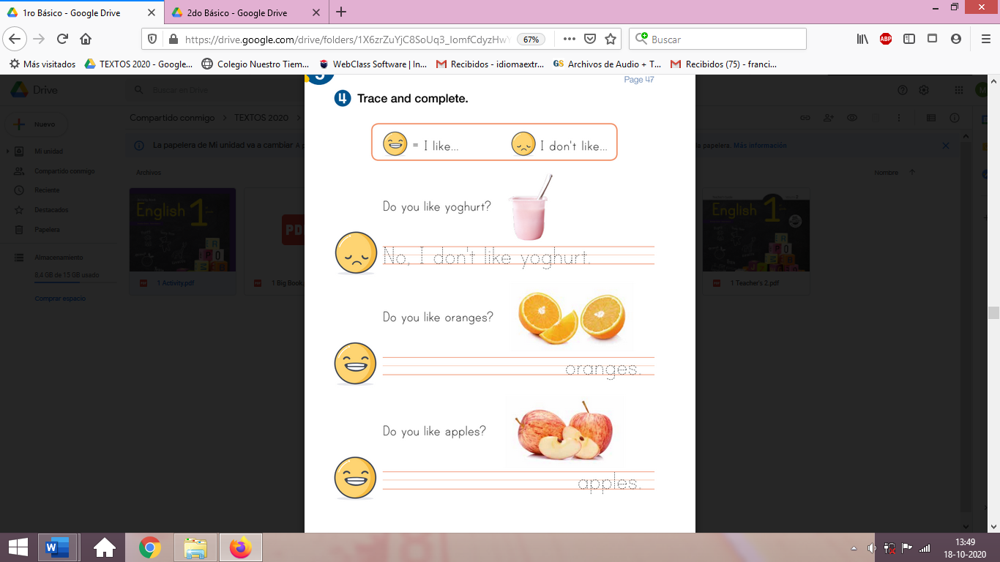 1ro Básico - Google Drive
2do Básico - Google Drive
https://drive.google.com/drive/folders/1X6zrZuYjC8SoUq3_IomfCdyzHw
67%
Buscar
Más visitados
TEXTOS 2020 - Google...
Colegio Nuestro Tiem...
WebClass Software | In...
Recibidos - idiomaextr...
Archivos de Audio + T...
Recibidos (75) - franci...
Drive
Buscar en Drive
Page 47
4 Trace and complete.
Nuevo
Compartido conmigo
TEXTOS 2020
La papelera de Mi unidad va a cambiar
papelera. Más información
= I like...
I don't like...
Mi unidad
Compartido conmigo
Reciente
Destacados
Papelera
Almacenamiento
8,4 GB de 15 GB usado
Comprar espacio
Archivos
Nombre
English 1
English 1
PDF
1 Activity.pdf
1 Big Book.
1 Teacher's 2.pdf
Do you like yoghurt?
No, I don't like yoghurt.
Do you like oranges?
oranges.
Do you like apples?
apples.
13:49
18-10-2020